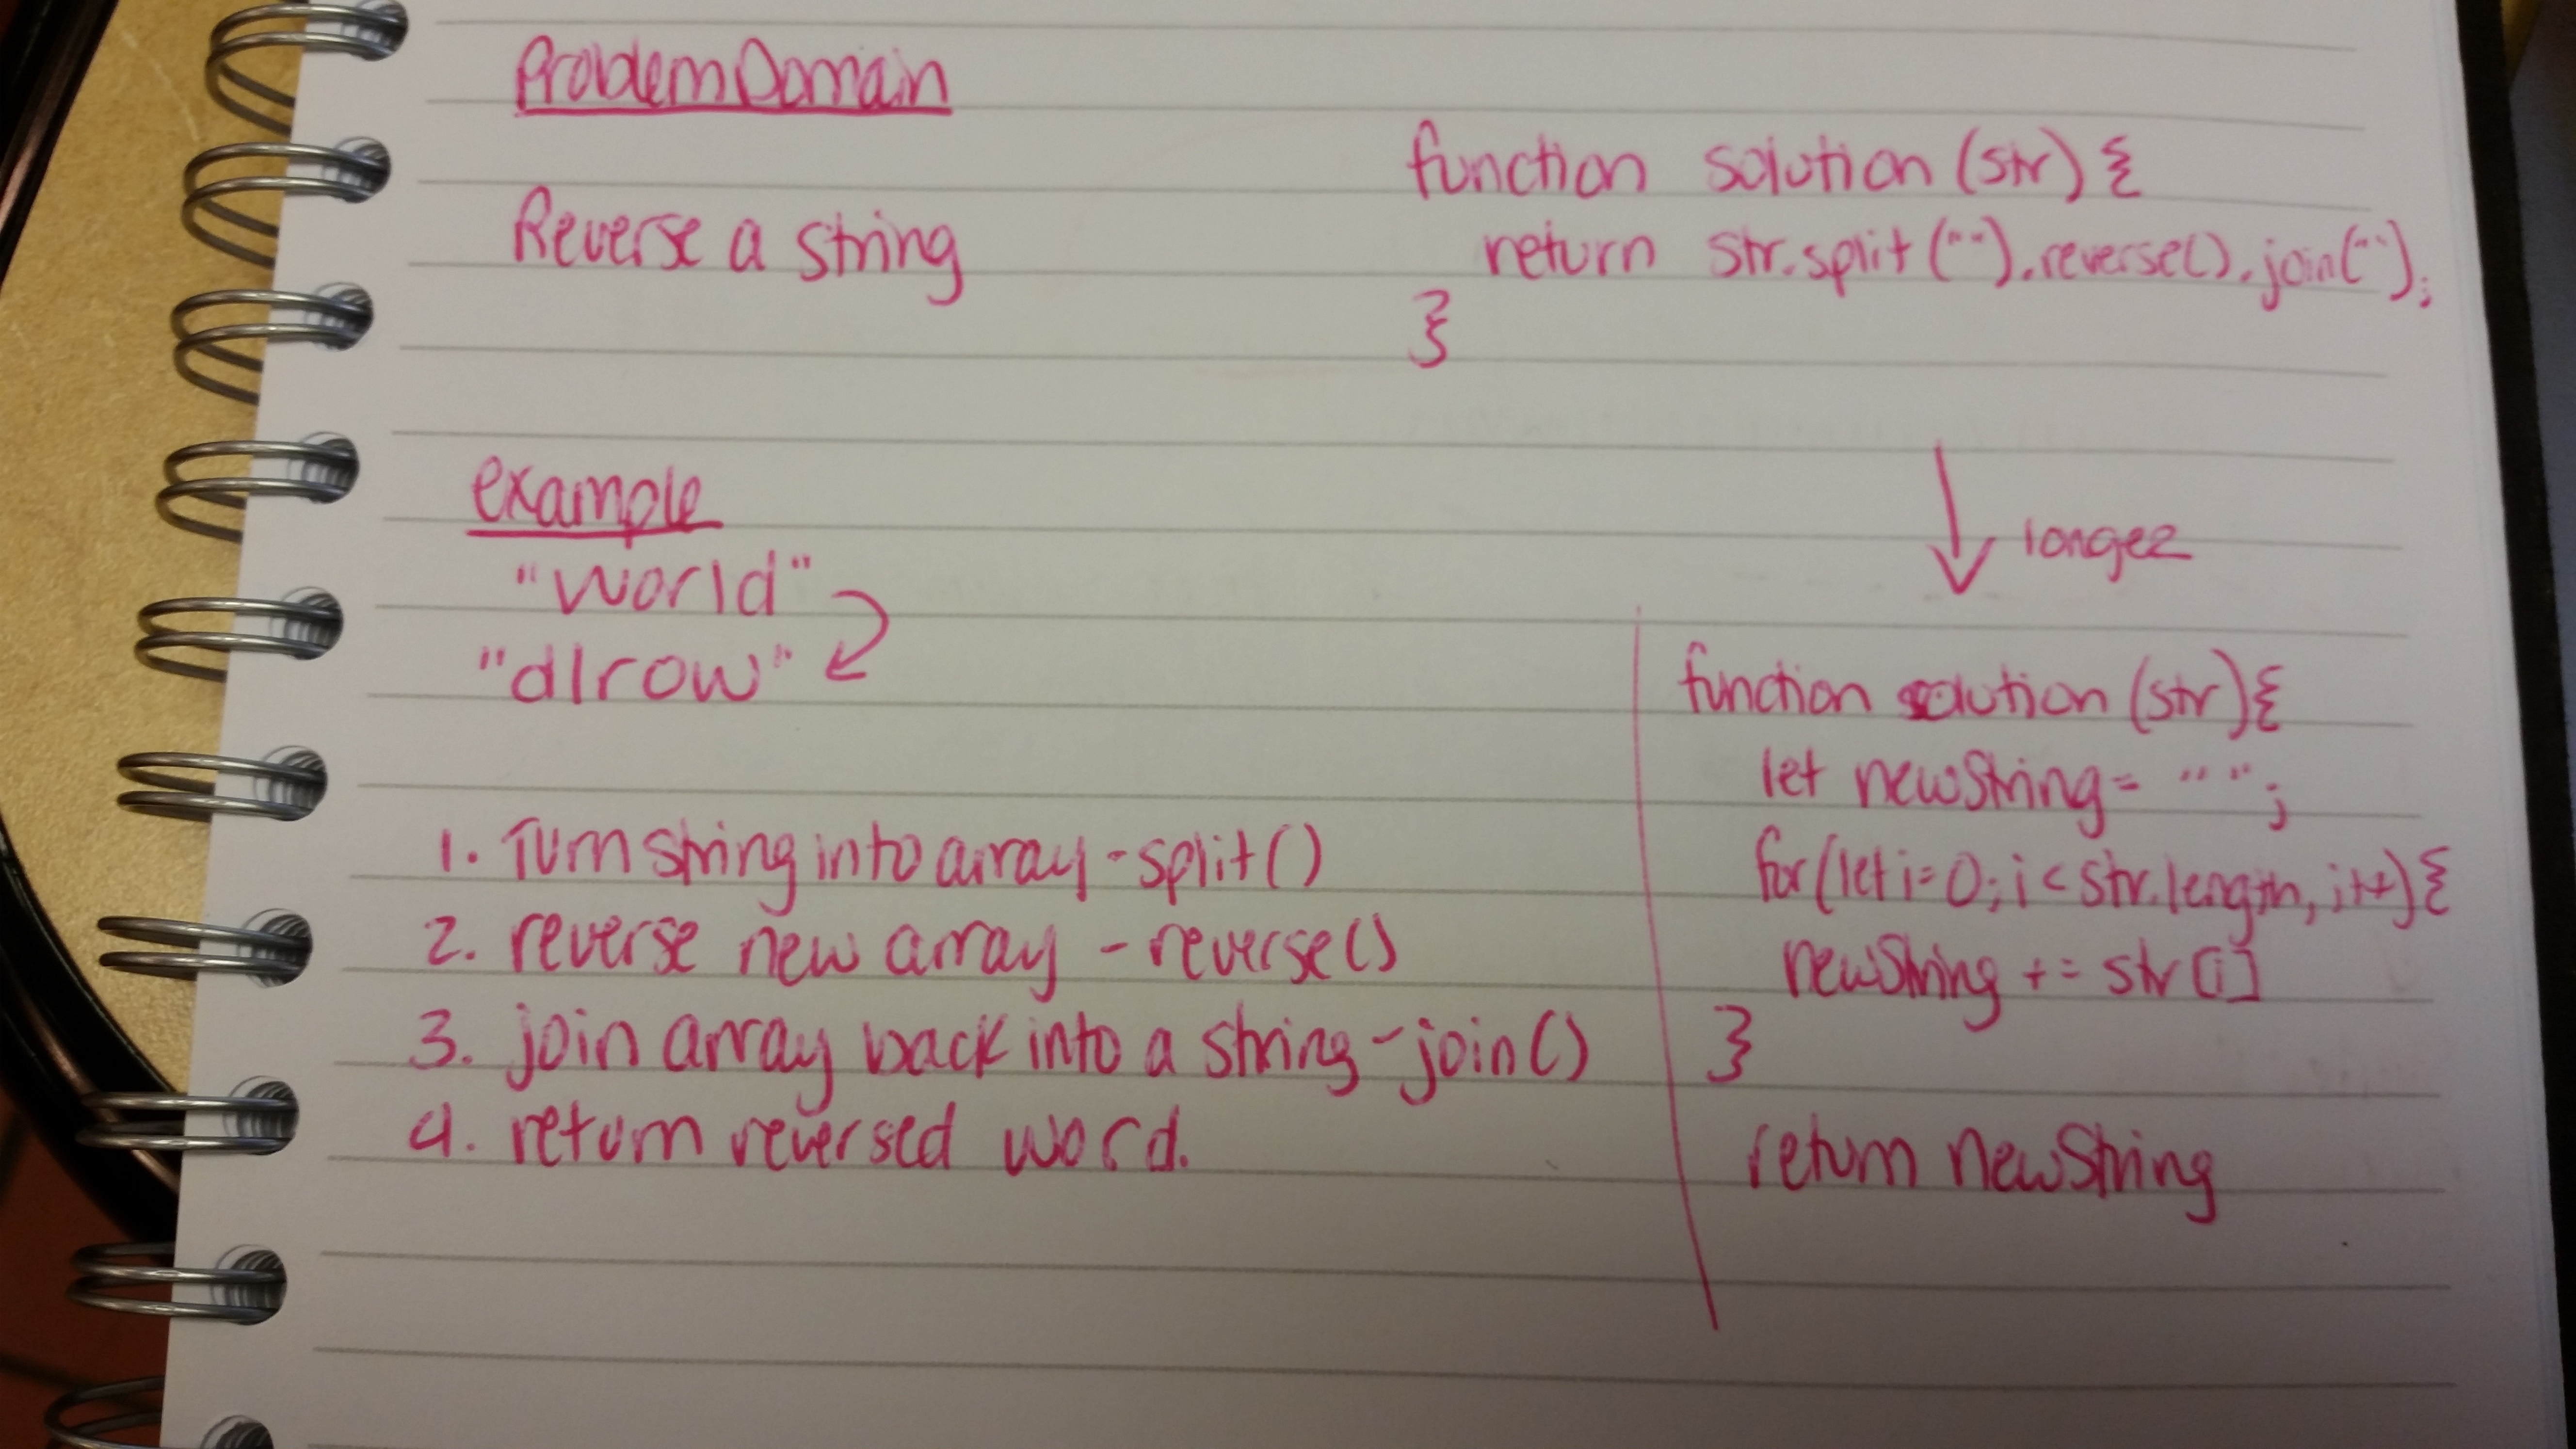 Problem Domain
Reverse a string
function solution (str) {
return str.split("").reverse().join("");
}
example
"world"
"dlrow"
1. Turn string into array - split()
2. reverse new array - reverse()
3. join array back into a string - join()
4. return reversed word.
longer
function solution (str){
let newString = "";
for(let i=0; i < str.length, i++){
newString += str[i]
}
return newString